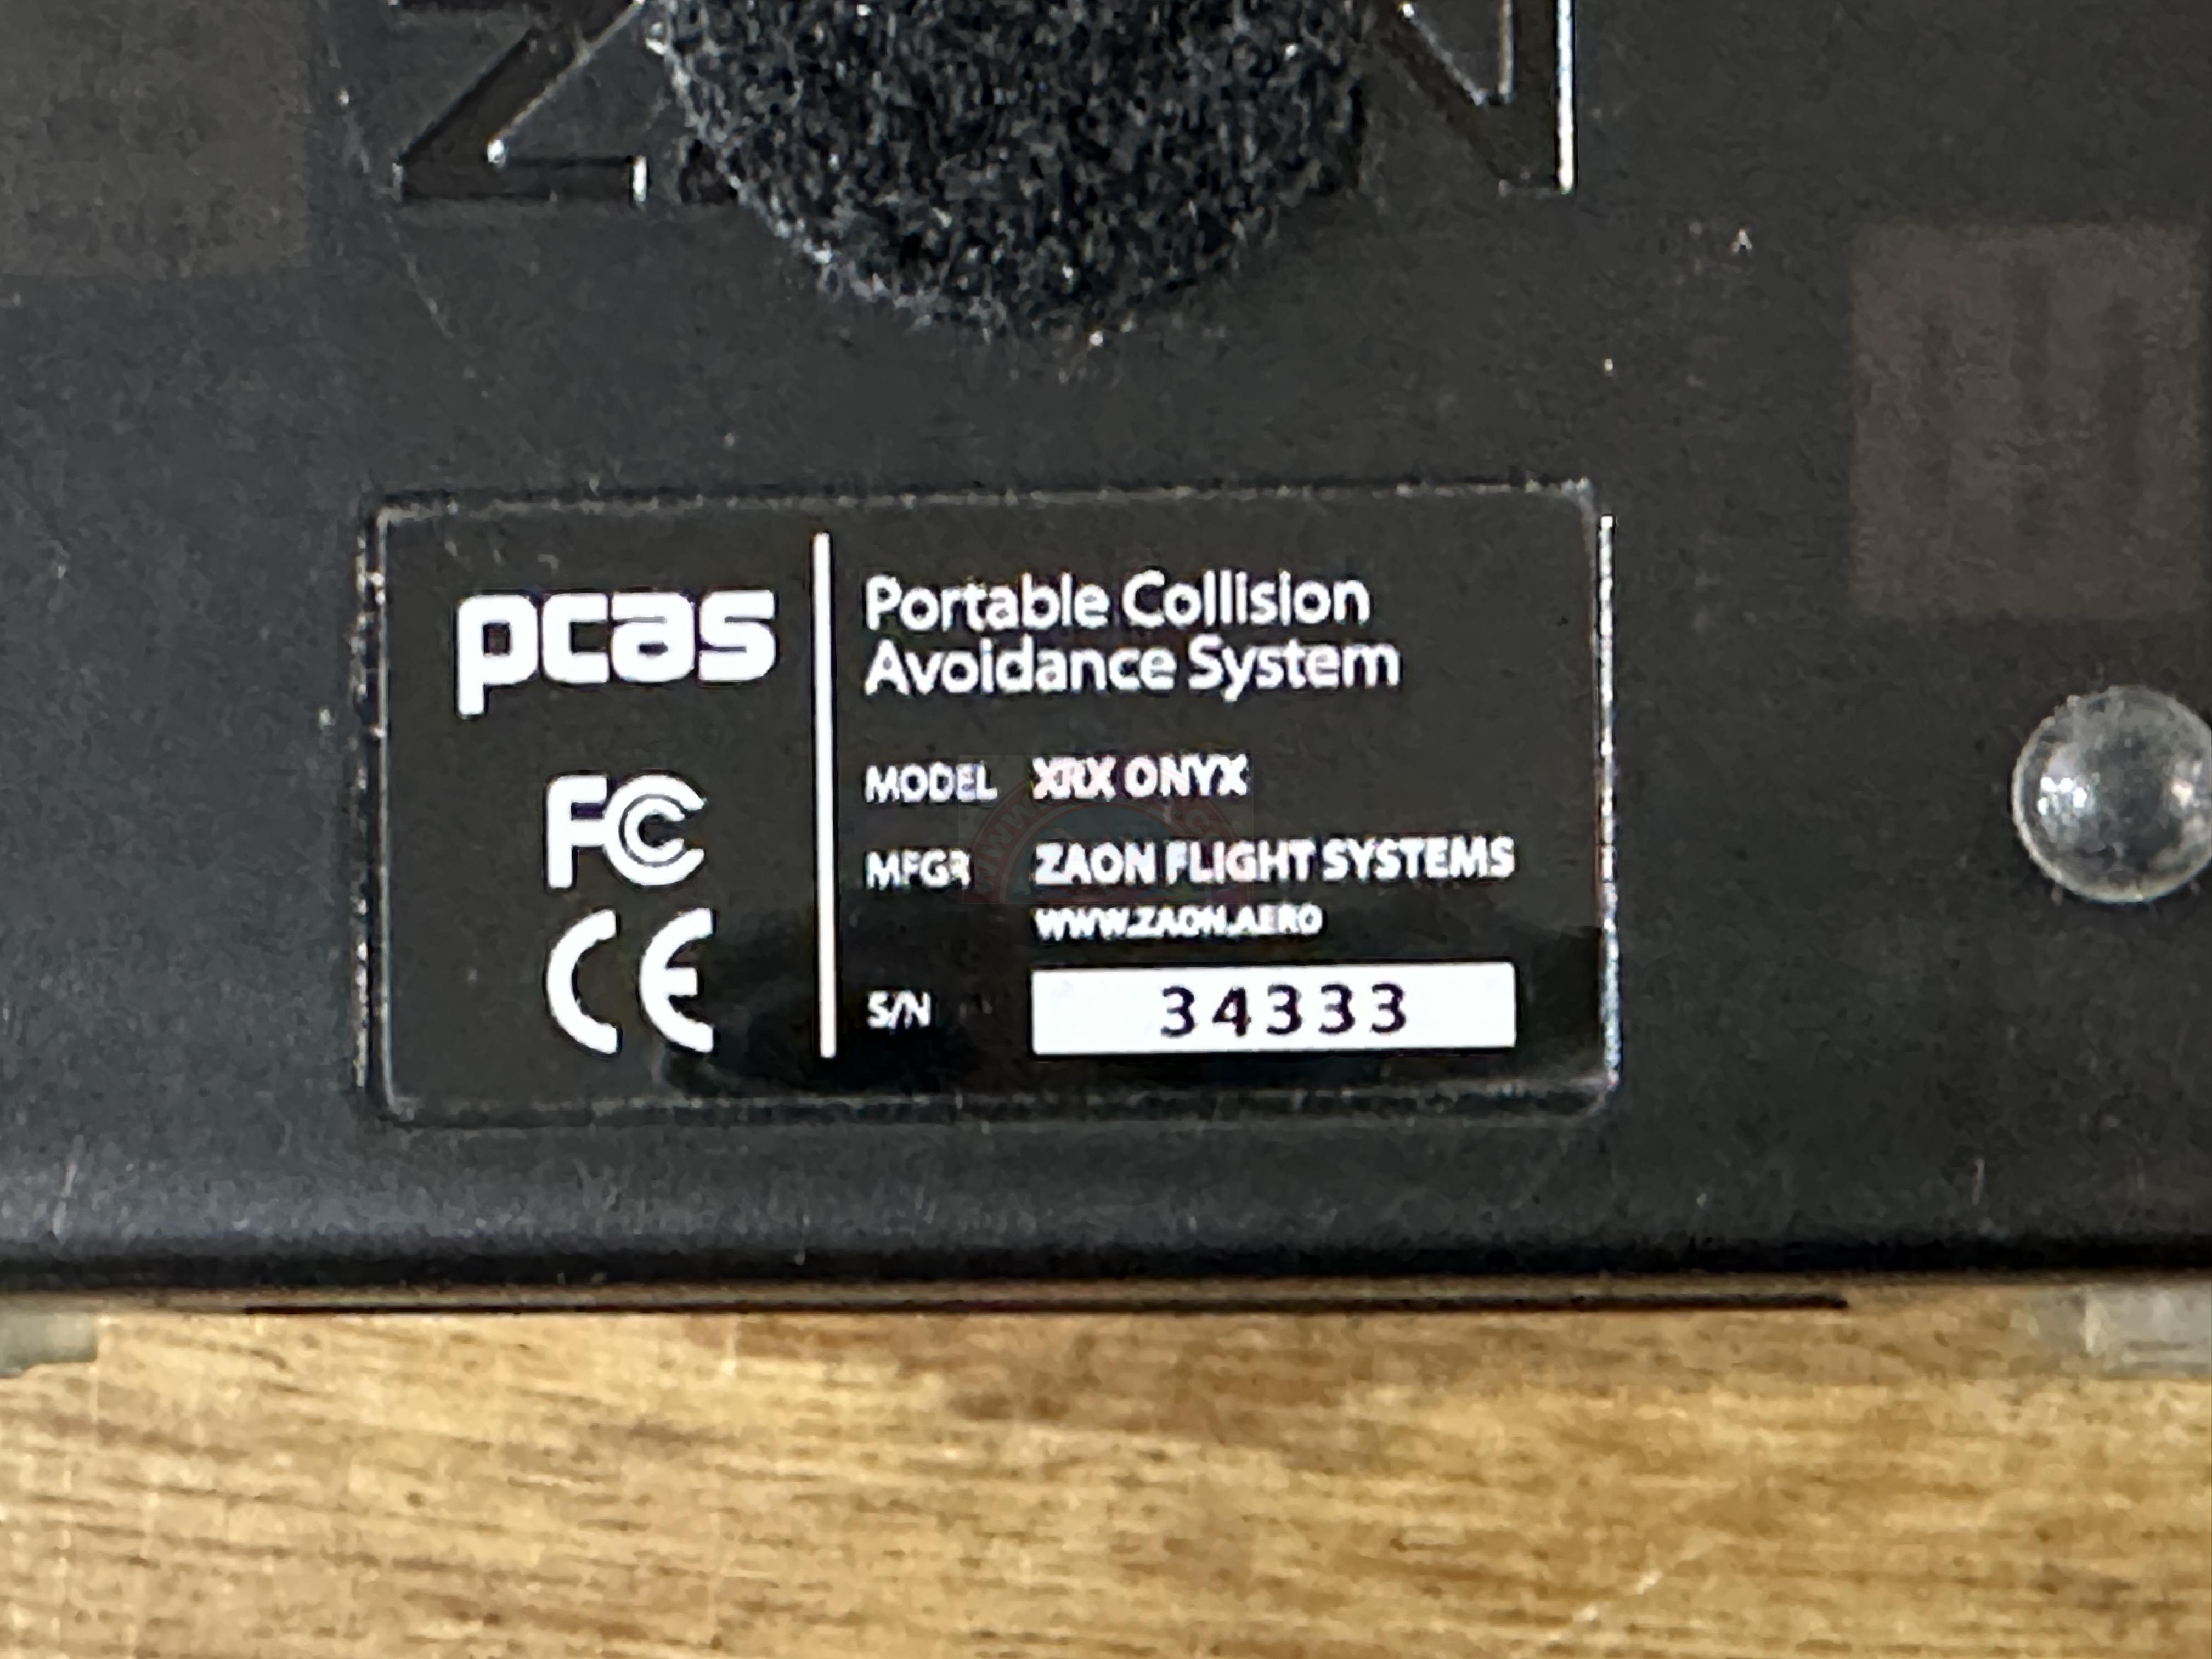 pcas
Portable Collision
Avoidance System
MODEL XRX ONYX
FC
MFGR ZAON FLIGHT SYSTEMS
WWW.ZAON.AERO
CE
S/N 34333